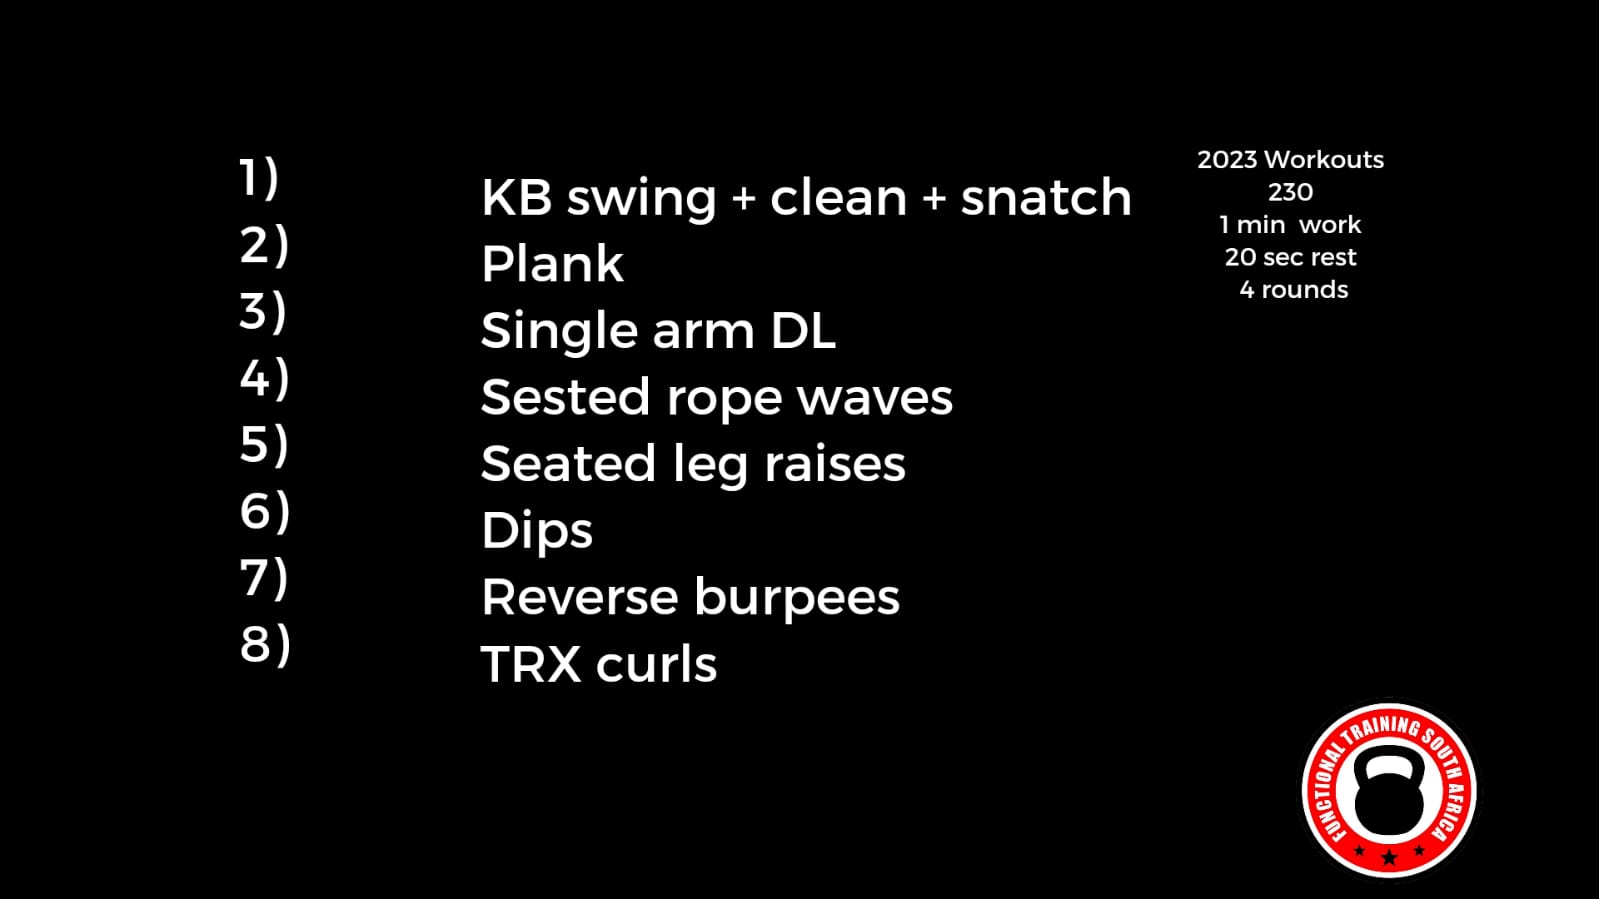 1) KB swing + clean + snatch
2) Plank
3) Single arm DL
4) Sested rope waves
5) Seated leg raises
6) Dips
7) Reverse burpees
8) TRX curls
2023 Workouts
230
1 min work
20 sec rest
4 rounds
FUNCTIONAL TRAINING SOUTH AFRICA